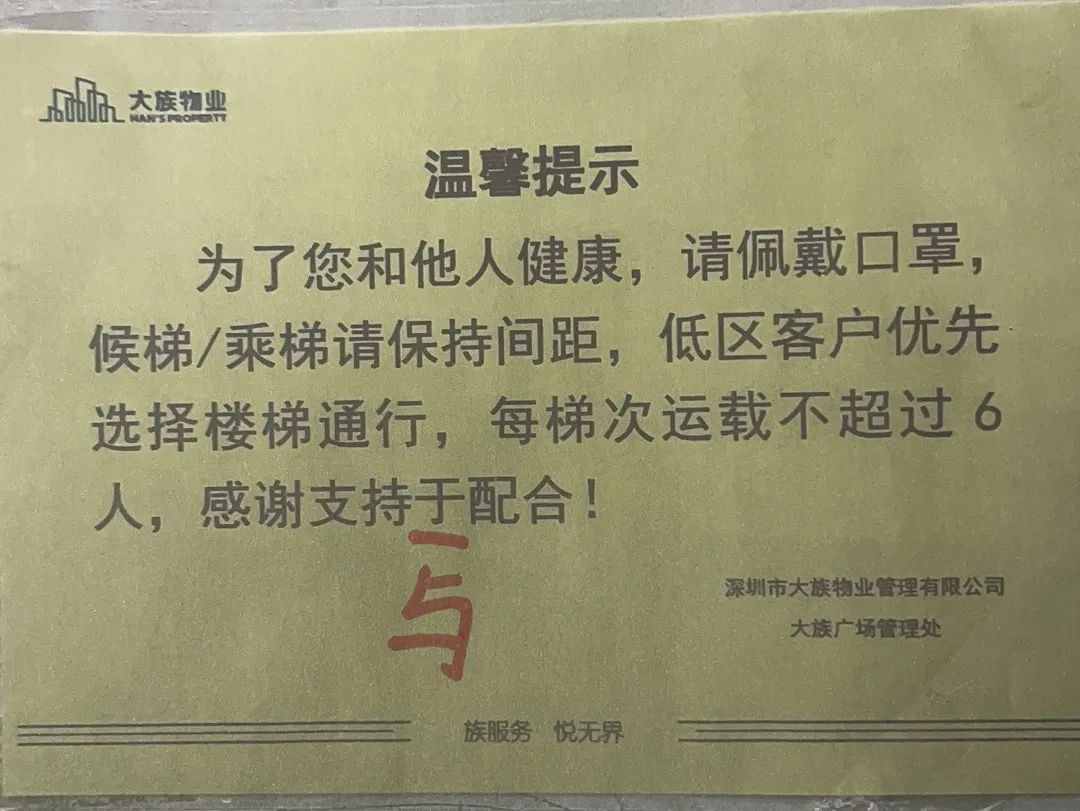 大族物业
HAN'S PROPERTY
温馨提示
为了您和他人健康，请佩戴口罩，
候梯/乘梯请保持间距，低区客户优先
选择楼梯通行，每梯次运载不超过 6
人，感谢支持于配合！
与
深圳市大族物业管理有限公司
大族广场管理处
族服务 悦无界